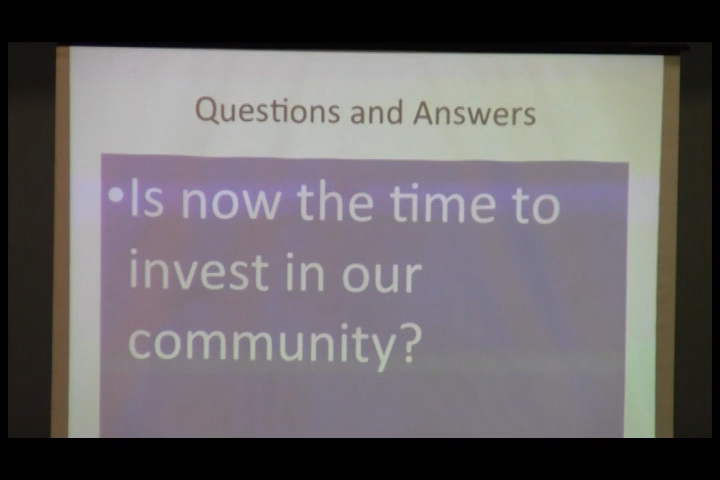 Questions and Answers
•Is now the time to
invest in our
community?